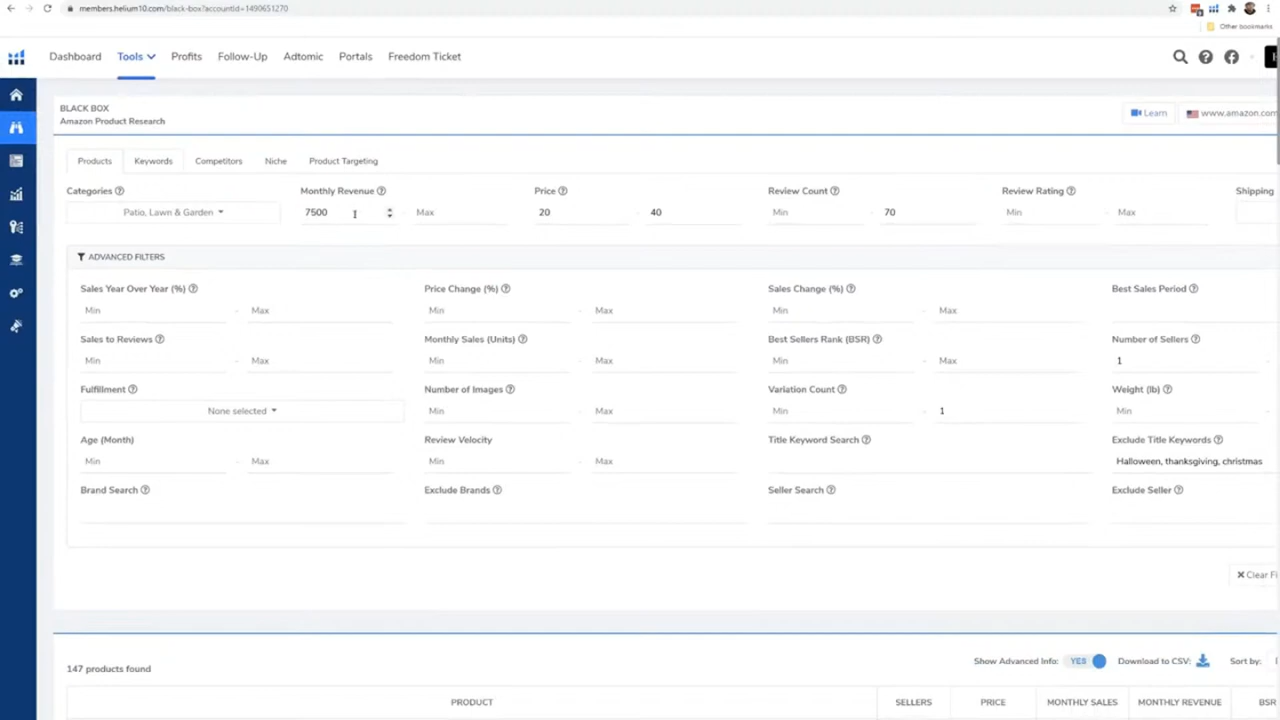 members.helium10.com/black-box?accountId=1490651270
Other bookmarks
Dashboard Tools Profits Follow-Up Adtomic Portals Freedom Ticket
BLACK BOX
Amazon Product Research
Learn www.amazon.com
Products Keywords Competitors Niche Product Targeting
Categories Monthly Revenue Price Review Count Review Rating Shipping
Patio, Lawn & Garden 7500 - Max 20 - 40 Min - 70 Min - Max
ADVANCED FILTERS
Sales Year Over Year (%) Price Change (%) Sales Change (%) Best Sales Period
Min - Max Min - Max Min - Max
Sales to Reviews Monthly Sales (Units) Best Sellers Rank (BSR) Number of Sellers
Min - Max Min - Max Min - Max 1 -
Fulfillment Number of Images Variation Count Weight (lb)
None selected Min - Max Min - 1 Min -
Age (Month) Review Velocity Title Keyword Search Exclude Title Keywords
Min - Max Min - Max Halloween, thanksgiving, christmas
Brand Search Exclude Brands Seller Search Exclude Seller
Clear Fi
147 products found Show Advanced Info: YES Download to CSV: Sort by:
PRODUCT SELLERS PRICE MONTHLY SALES MONTHLY REVENUE BSR